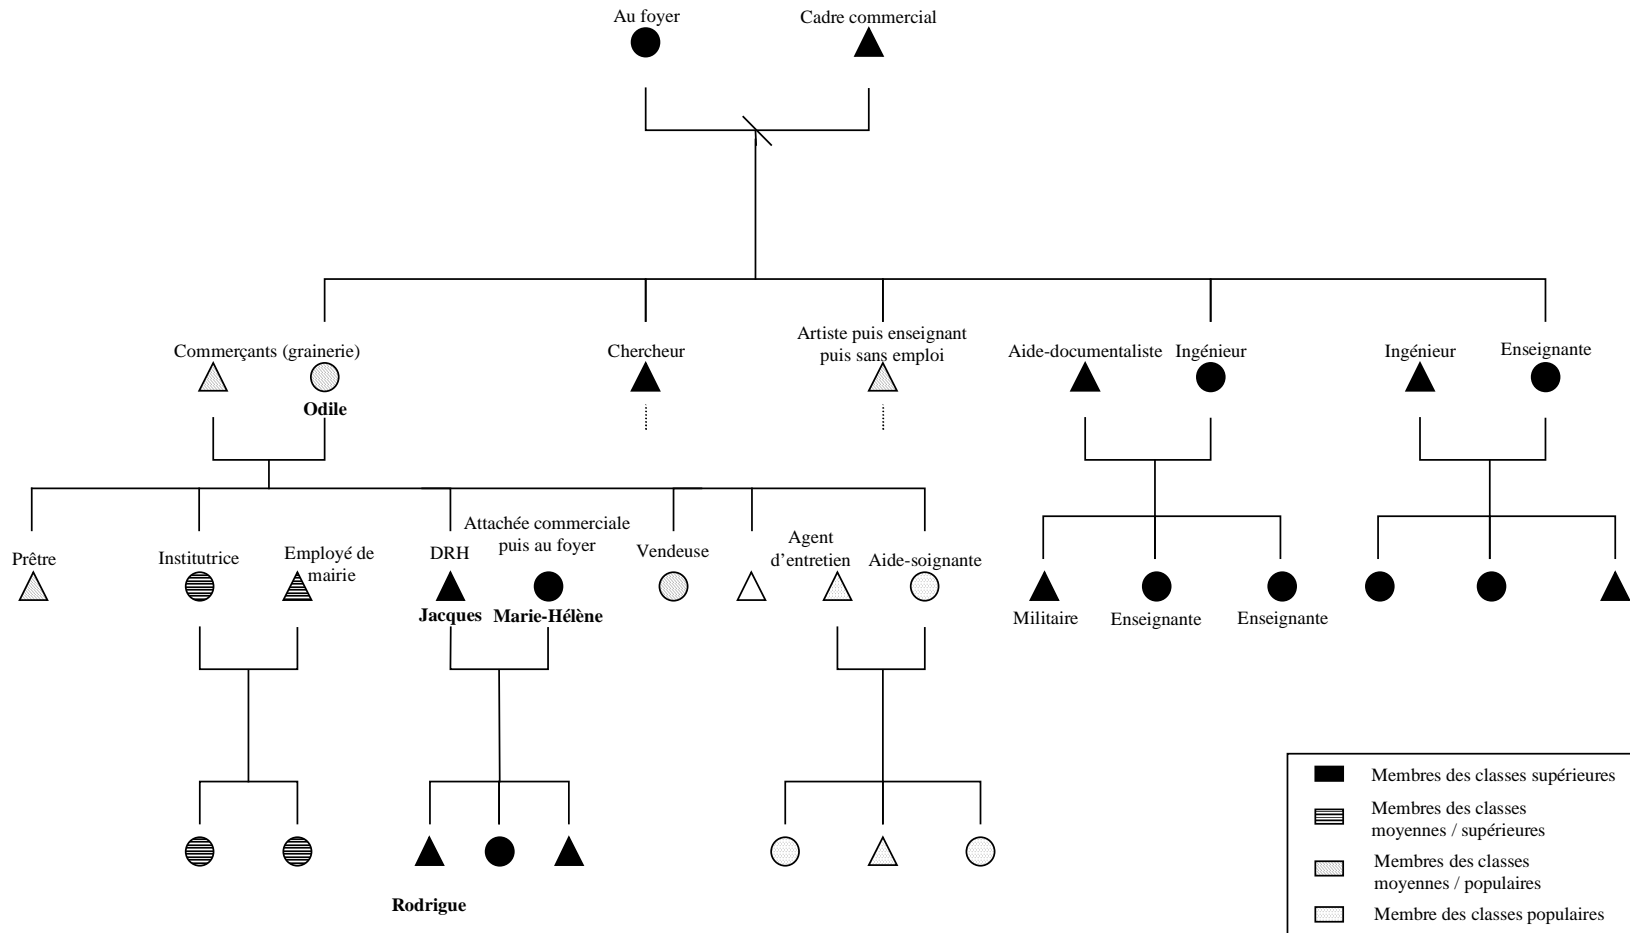 Au foyer
Cadre commercial
Commerçants (grainerie)
Odile
Chercheur
Artiste puis enseignant
puis sans emploi
Aide-documentaliste
Ingénieur
Ingénieur
Enseignante
Prêtre
Institutrice
Employé de
mairie
DRH
Jacques
Attachée commerciale
puis au foyer
Marie-Hélène
Vendeuse
Agent
d’entretien
Aide-soignante
Militaire
Enseignante
Enseignante
Rodrigue
Membres des classes supérieures
Membres des classes
moyennes / supérieures
Membres des classes
moyennes / populaires
Membre des classes populaires